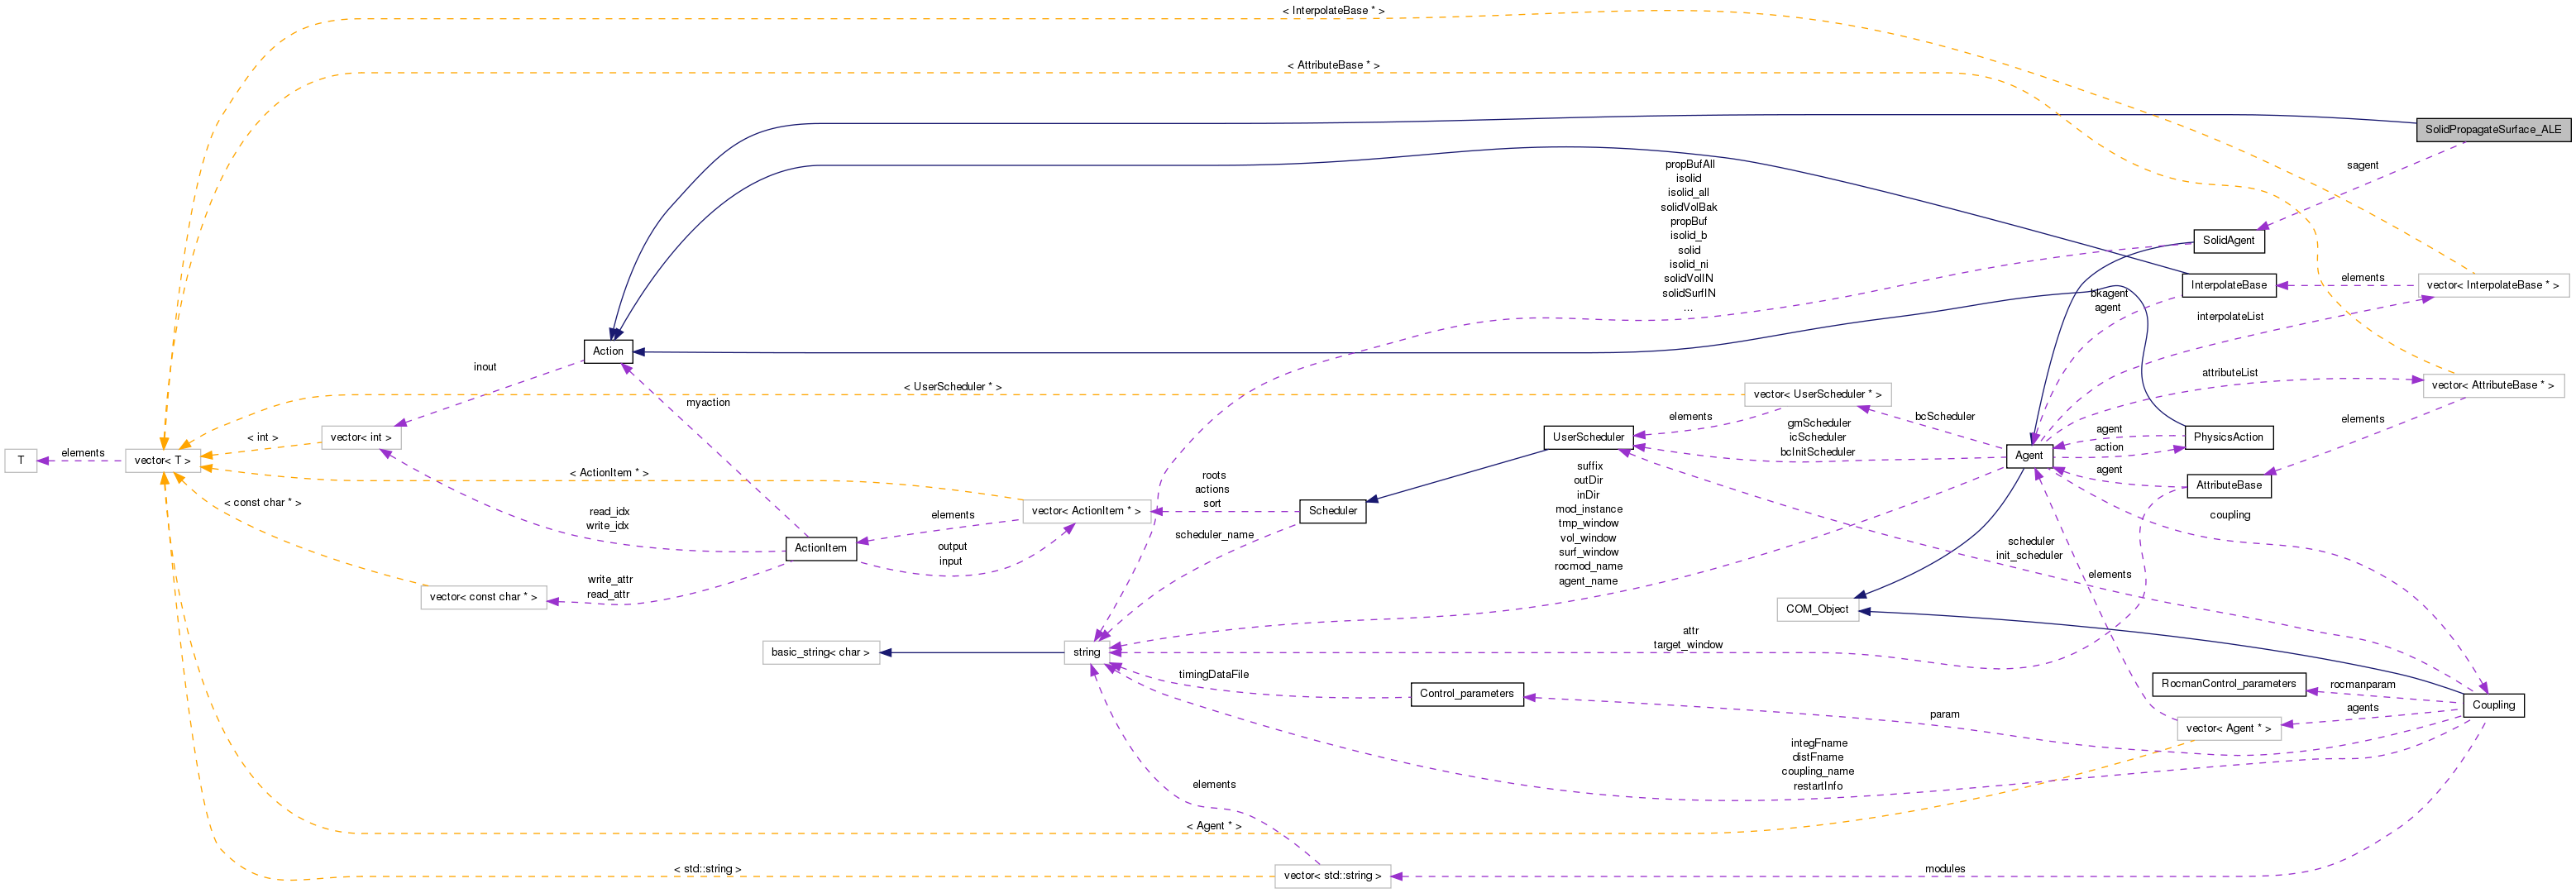 < InterpolateBase * >
< AttributeBase * >
SolidPropagateSurface_ALE
sagent
propBufAll
isolid
isolid_all
solidVolBak
propBuf
isolid_b
solid
isolid_ni
solidVolIN
solidSurfIN
...
SolidAgent
InterpolateBase
elements
vector< InterpolateBase * >
bkagent
agent
interpolateList
Action
inout
myaction
< UserScheduler * >
vector< UserScheduler * >
attributeList
vector< AttributeBase * >
elements
bcScheduler
elements
gmScheduler
icScheduler
bcInitScheduler
UserScheduler
agent
action
PhysicsAction
Agent
agent
AttributeBase
coupling
T
elements
vector< T >
< int >
vector< int >
< ActionItem * >
< const char * >
read_idx
write_idx
ActionItem
elements
output
input
vector< ActionItem * >
roots
actions
sort
Scheduler
scheduler_name
suffix
outDir
inDir
mod_instance
tmp_window
vol_window
surf_window
rocmod_name
agent_name
scheduler
init_scheduler
elements
write_attr
read_attr
vector< const char * >
COM_Object
basic_string< char >
string
attr
target_window
timingDataFile
Control_parameters
RocmanControl_parameters
rocmanparam
agents
Coupling
param
vector< Agent * >
integFname
distFname
coupling_name
restartInfo
elements
< Agent * >
< std::string >
vector< std::string >
modules